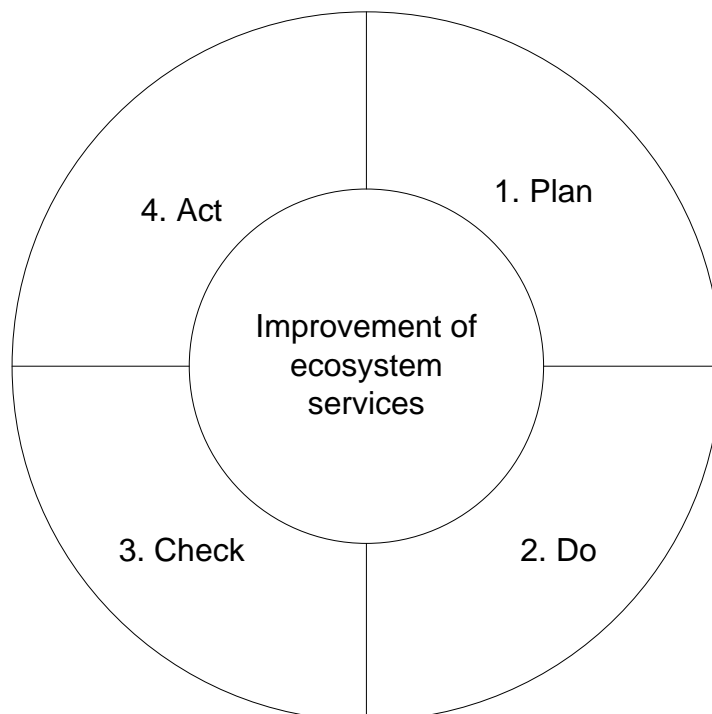 1. Plan
2. Do
3. Check
4. Act
Improvement of
ecosystem
services